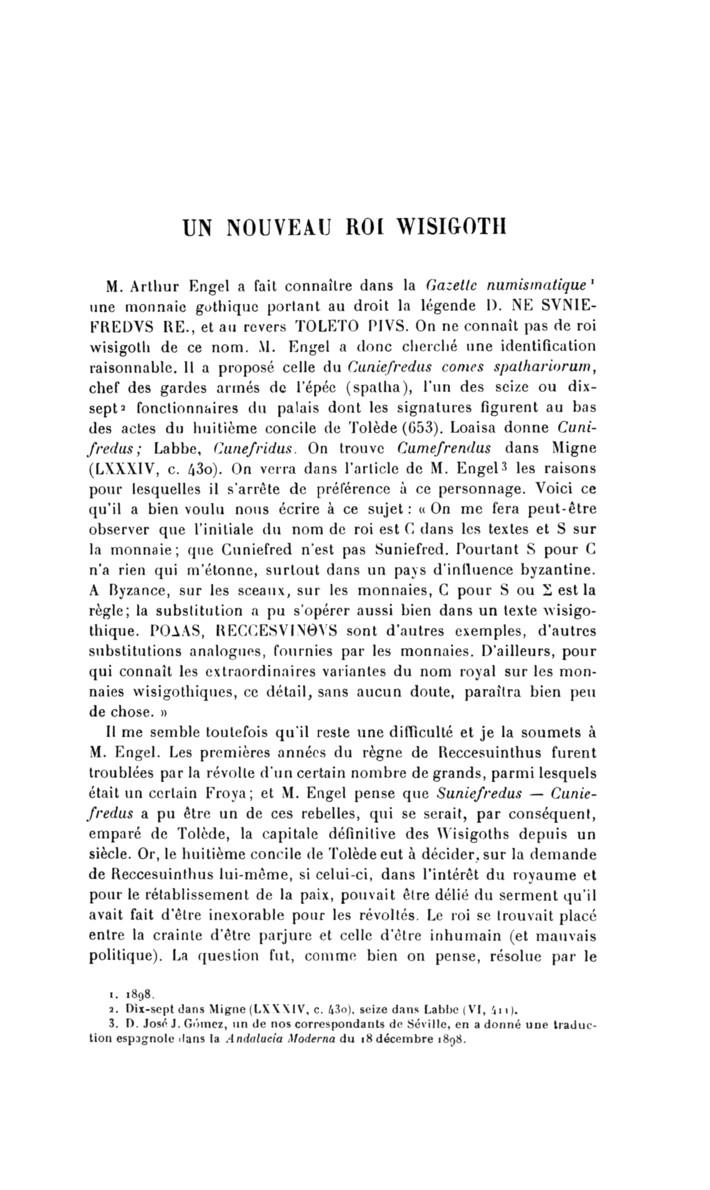 UN NOUVEAU ROI WISIGOTH
M. Arthur Engel a fait connaître dans la Gazette numismatique ¹
une monnaie gothique portant au droit la légende D. NE SVNIE-
FREDVS RE., et au revers TOLETO PIVS. On ne connaît pas de roi
wisigoth de ce nom. M. Engel a donc cherché une identification
raisonnable. Il a proposé celle du Cuniefredus comes spathariorum,
chef des gardes armés de l'épée (spatha), l'un des seize ou dix-
sept ² fonctionnaires du palais dont les signatures figurent au bas
des actes du huitième concile de Tolède (653). Loaisa donne Cuni-
fredus; Labbe, Cunefridus. On trouve Cumefrendus dans Migne
(LXXXIV, c. 430). On verra dans l'article de M. Engel ³ les raisons
pour lesquelles il s'arrête de préférence à ce personnage. Voici ce
qu'il a bien voulu nous écrire à ce sujet : « On me fera peut-être
observer que l'initiale du nom de roi est C dans les textes et S sur
la monnaie; que Cuniefred n'est pas Suniefred. Pourtant S pour C
n'a rien qui m'étonne, surtout dans un pays d'influence byzantine.
A Byzance, sur les sceaux, sur les monnaies, C pour S ou Σ est la
règle; la substitution a pu s'opérer aussi bien dans un texte wisigo-
thique. POΔAS, RECCESVINΘVS sont d'autres exemples, d'autres
substitutions analogues, fournies par les monnaies. D'ailleurs, pour
qui connaît les extraordinaires variantes du nom royal sur les mon-
naies wisigothiques, ce détail, sans aucun doute, paraîtra bien peu
de chose. »
Il me semble toutefois qu'il reste une difficulté et je la soumets à
M. Engel. Les premières années du règne de Reccesuinthus furent
troublées par la révolte d'un certain nombre de grands, parmi lesquels
était un certain Froya; et M. Engel pense que Suniefredus — Cunie-
fredus a pu être un de ces rebelles, qui se serait, par conséquent,
emparé de Tolède, la capitale définitive des Wisigoths depuis un
siècle. Or, le huitième concile de Tolède eut à décider, sur la demande
de Reccesuinthus lui-même, si celui-ci, dans l'intérêt du royaume et
pour le rétablissement de la paix, pouvait être délié du serment qu'il
avait fait d'être inexorable pour les révoltés. Le roi se trouvait placé
entre la crainte d'être parjure et celle d'être inhumain (et mauvais
politique). La question fut, comme bien on pense, résolue par le
1. 1898.
2. Dix-sept dans Migne (LXXXIV, c. 430), seize dans Labbe (VI, 411).
3. D. José J. Gómez, un de nos correspondants de Séville, en a donné une traduc-
tion espagnole dans la Andalucia Moderna du 18 décembre 1898.